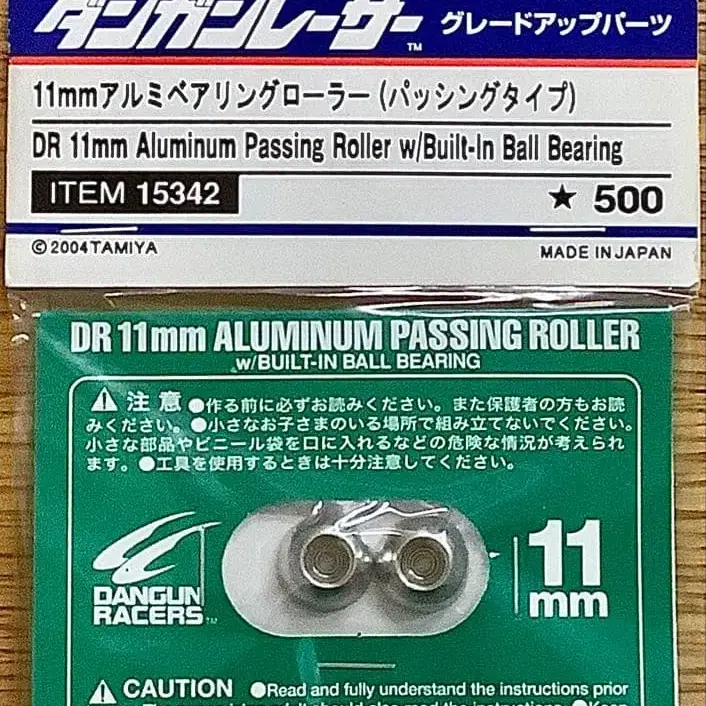 ダンガンレーサー™ グレードアップパーツ
11mmアルミベアリングローラー(パッシングタイプ)
DR 11mm Aluminum Passing Roller w/Built-In Ball Bearing
ITEM 15342 ★ 500
©2004 TAMIYA MADE IN JAPAN
DR 11mm ALUMINUM PASSING ROLLER
w/BUILT-IN BALL BEARING
注意 ●作る前に必ずお読みください。また保護者の方もお読
みください。●小さなお子さまのいる場所で組み立てないでください。
小さな部品やビニール袋を口に入れるなどの危険な情況が考えられ
ます。●工具を使用するときは十分注意してください。
DANGUN
RACERS™
11
mm
CAUTION ●Read and fully understand the instructions prior